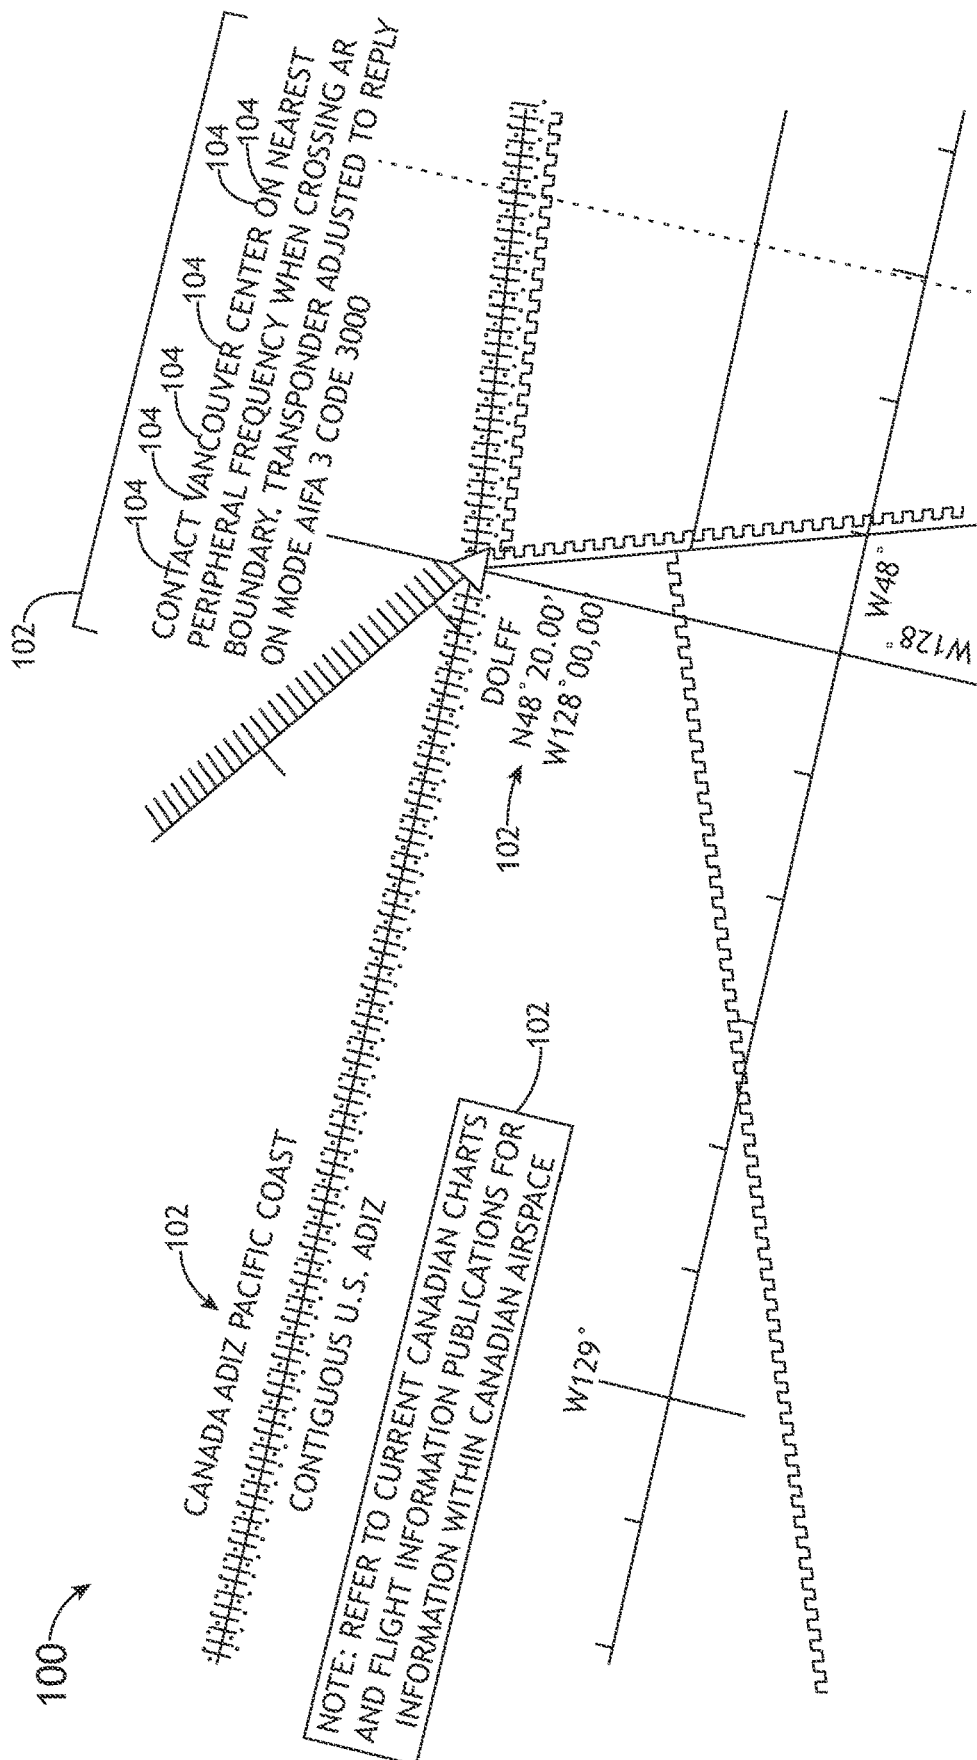 100
102
CONTACT VANCOUVER CENTER ON NEAREST
PERIPHERAL FREQUENCY WHEN CROSSING AR
BOUNDARY. TRANSPONDER ADJUSTED TO REPLY
ON MODE AIFA 3 CODE 3000
104
104
104
104
104
104
102
CANADA ADIZ PACIFIC COAST
CONTIGUOUS U.S. ADIZ
DOLFF
N48°20.00'
W128°00,00'
102
NOTE: REFER TO CURRENT CANADIAN CHARTS
AND FLIGHT INFORMATION PUBLICATIONS FOR
INFORMATION WITHIN CANADIAN AIRSPACE
102
W129°
W48°
W128°